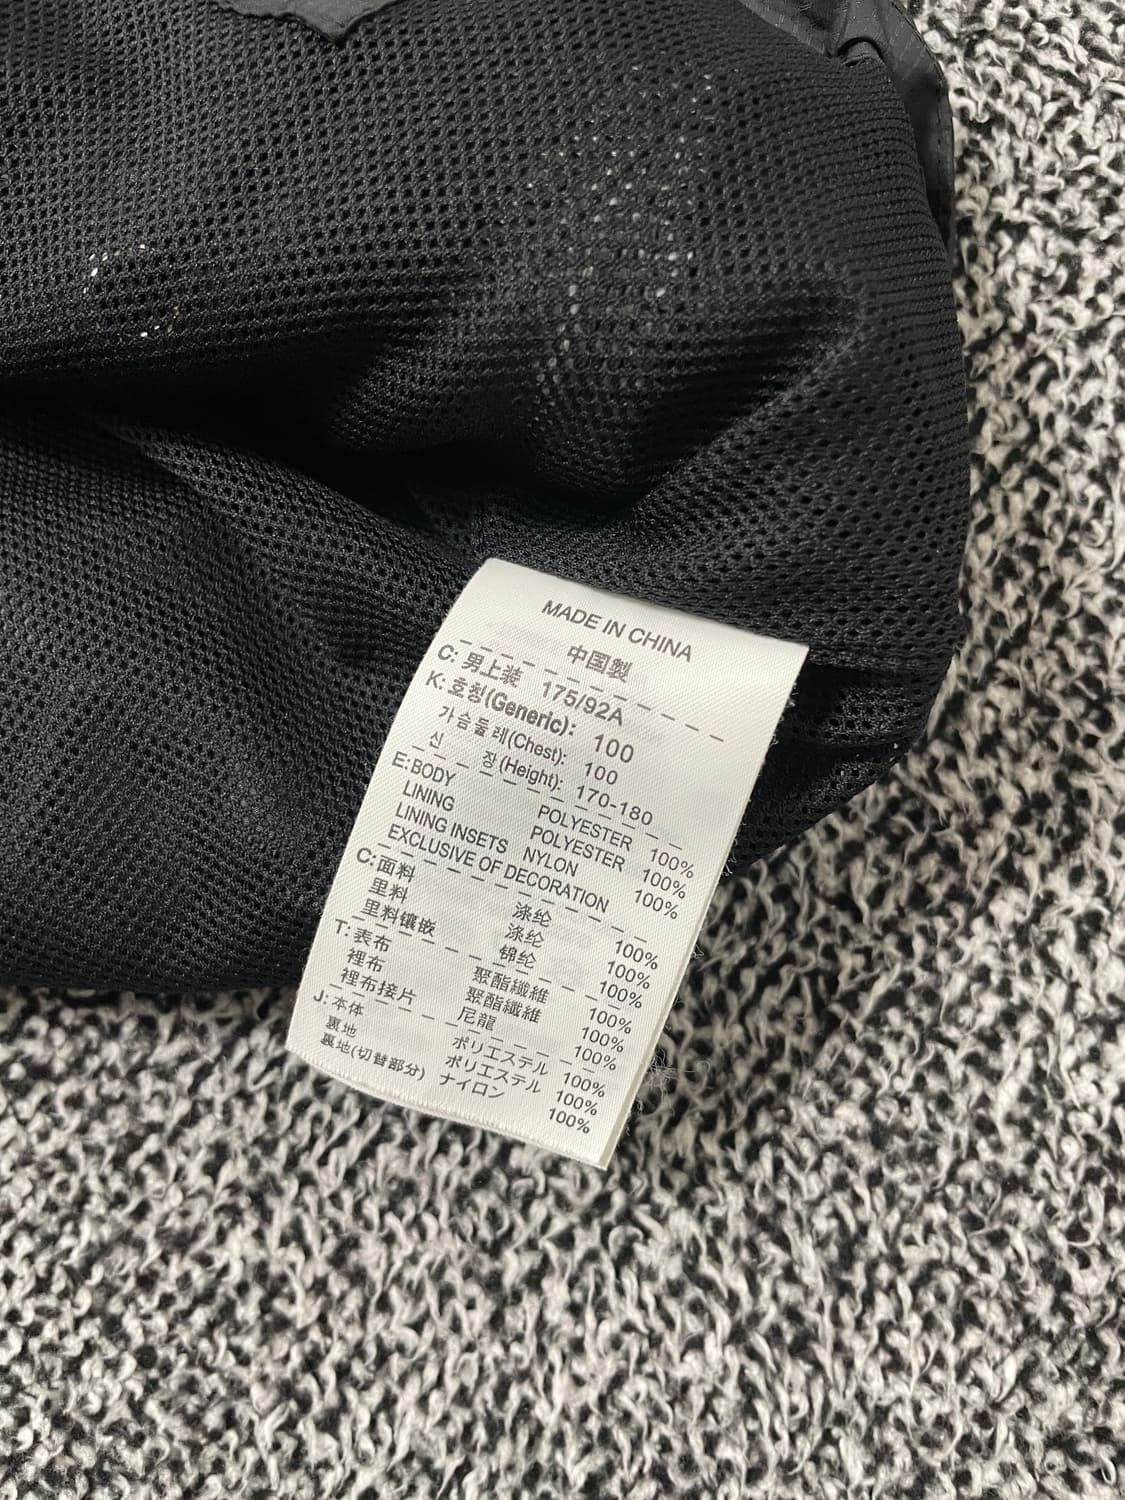 MADE IN CHINA
中国製
C: 男上装 175/92A
K: 호칭(Generic): 100
가슴둘레(Chest): 100
신 장(Height): 170-180
E: BODY POLYESTER 100%
LINING POLYESTER 100%
LINING INSETS NYLON 100%
EXCLUSIVE OF DECORATION
C: 面料 涤纶 100%
里料 涤纶 100%
里料镶嵌 锦纶 100%
T: 表布 聚酯纖維 100%
裡布 聚酯纖維 100%
裡布接片 尼龍 100%
J: 本体 ポリエステル 100%
裏地 ポリエステル 100%
裏地(切替部分) ナイロン 100%